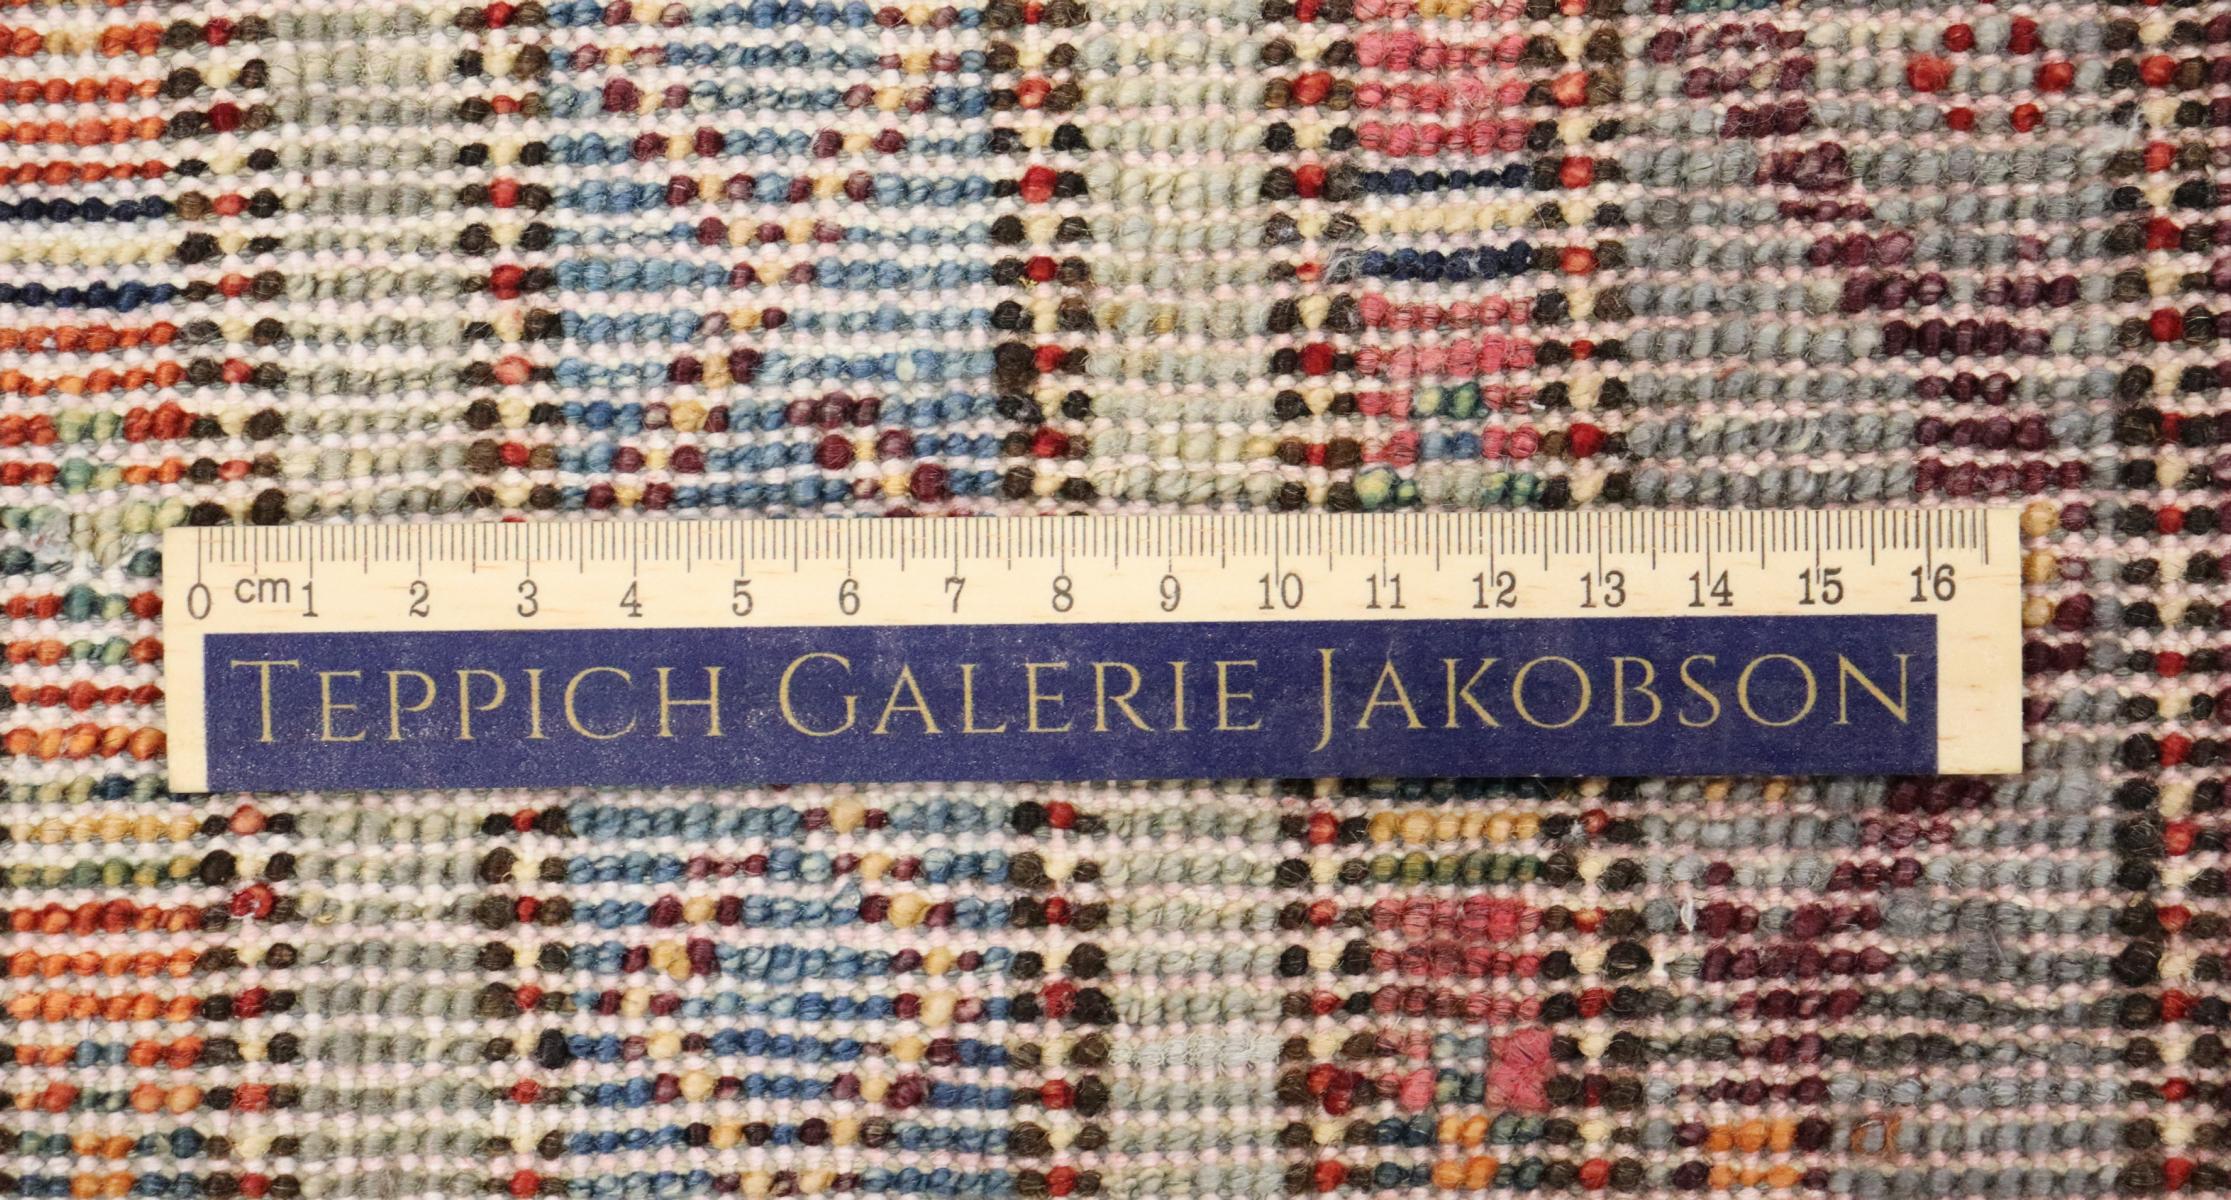 0 cm 1 2 3 4 5 6 7 8 9 10 11 12 13 14 15 16
TEPPICH GALERIE JAKOBSON